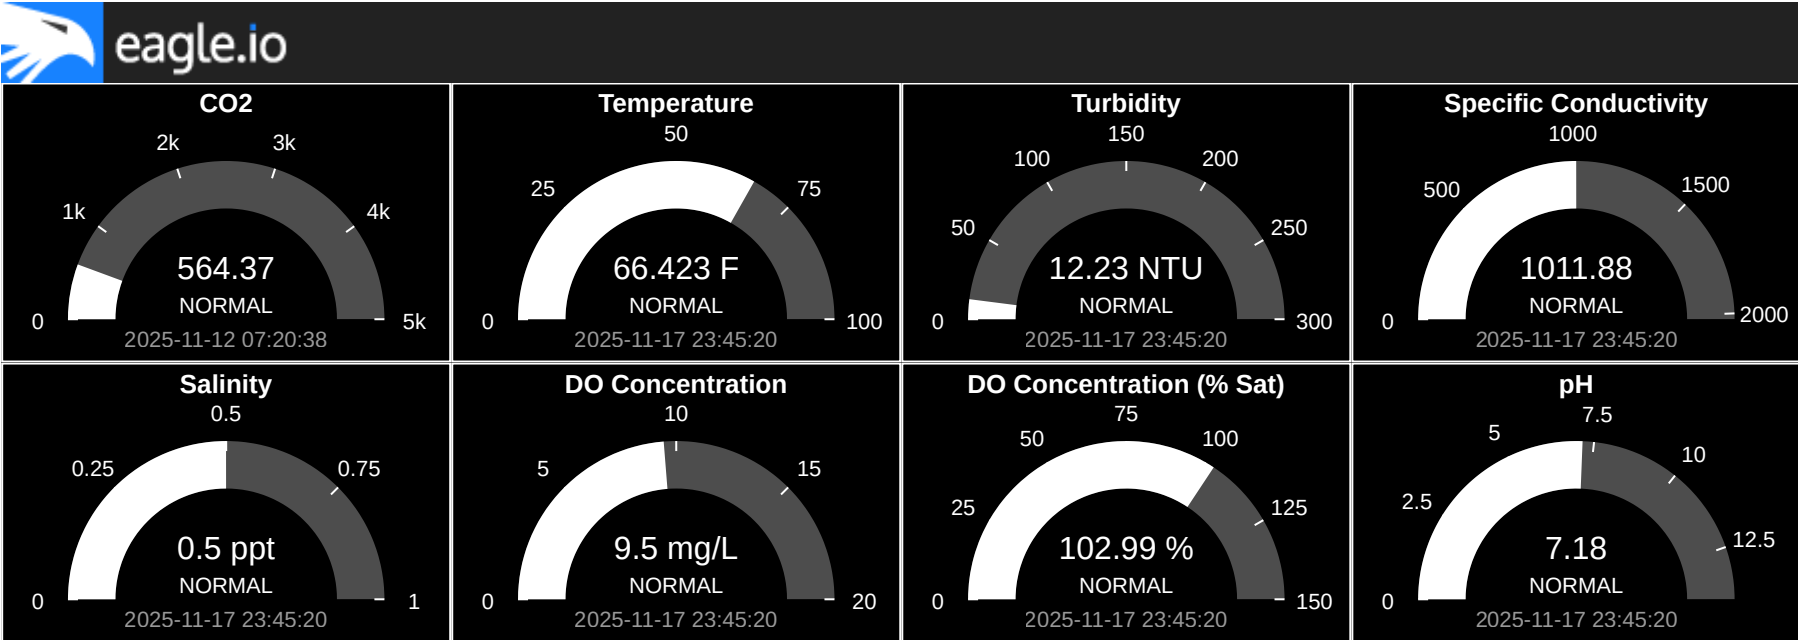 eagle.io
CO2
2k
3k
1k
4k
564.37
NORMAL
0
5k
2025-11-12 07:20:38
Temperature
50
25
75
66.423 F
NORMAL
0
100
2025-11-17 23:45:20
Turbidity
150
100
200
50
250
12.23 NTU
NORMAL
0
300
2025-11-17 23:45:20
Specific Conductivity
1000
500
1500
1011.88
NORMAL
0
2000
2025-11-17 23:45:20
Salinity
0.5
0.25
0.75
0.5 ppt
NORMAL
0
1
2025-11-17 23:45:20
DO Concentration
10
5
15
9.5 mg/L
NORMAL
0
20
2025-11-17 23:45:20
DO Concentration (% Sat)
75
50
100
25
125
102.99 %
NORMAL
0
150
2025-11-17 23:45:20
pH
7.5
5
10
2.5
12.5
7.18
NORMAL
0
2025-11-17 23:45:20